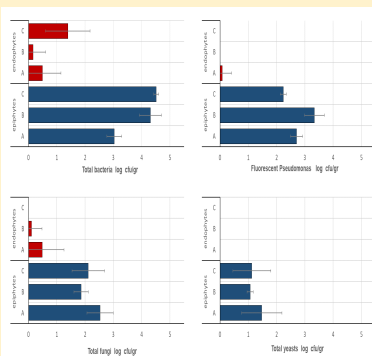 C
B
A
endophytes
C
B
A
epiphytes
0 1 2 3 4 5
Total bacteria log cfu/gr
C
B
A
endophytes
C
B
A
epiphytes
0 1 2 3 4 5
Fluorescent Pseudomonas log cfu/gr
C
B
A
endophytes
C
B
A
epiphytes
0 1 2 3 4 5
Total fungi log cfu/gr
C
B
A
endophytes
C
B
A
epiphytes
0 1 2 3 4 5
Total yeasts log cfu/gr